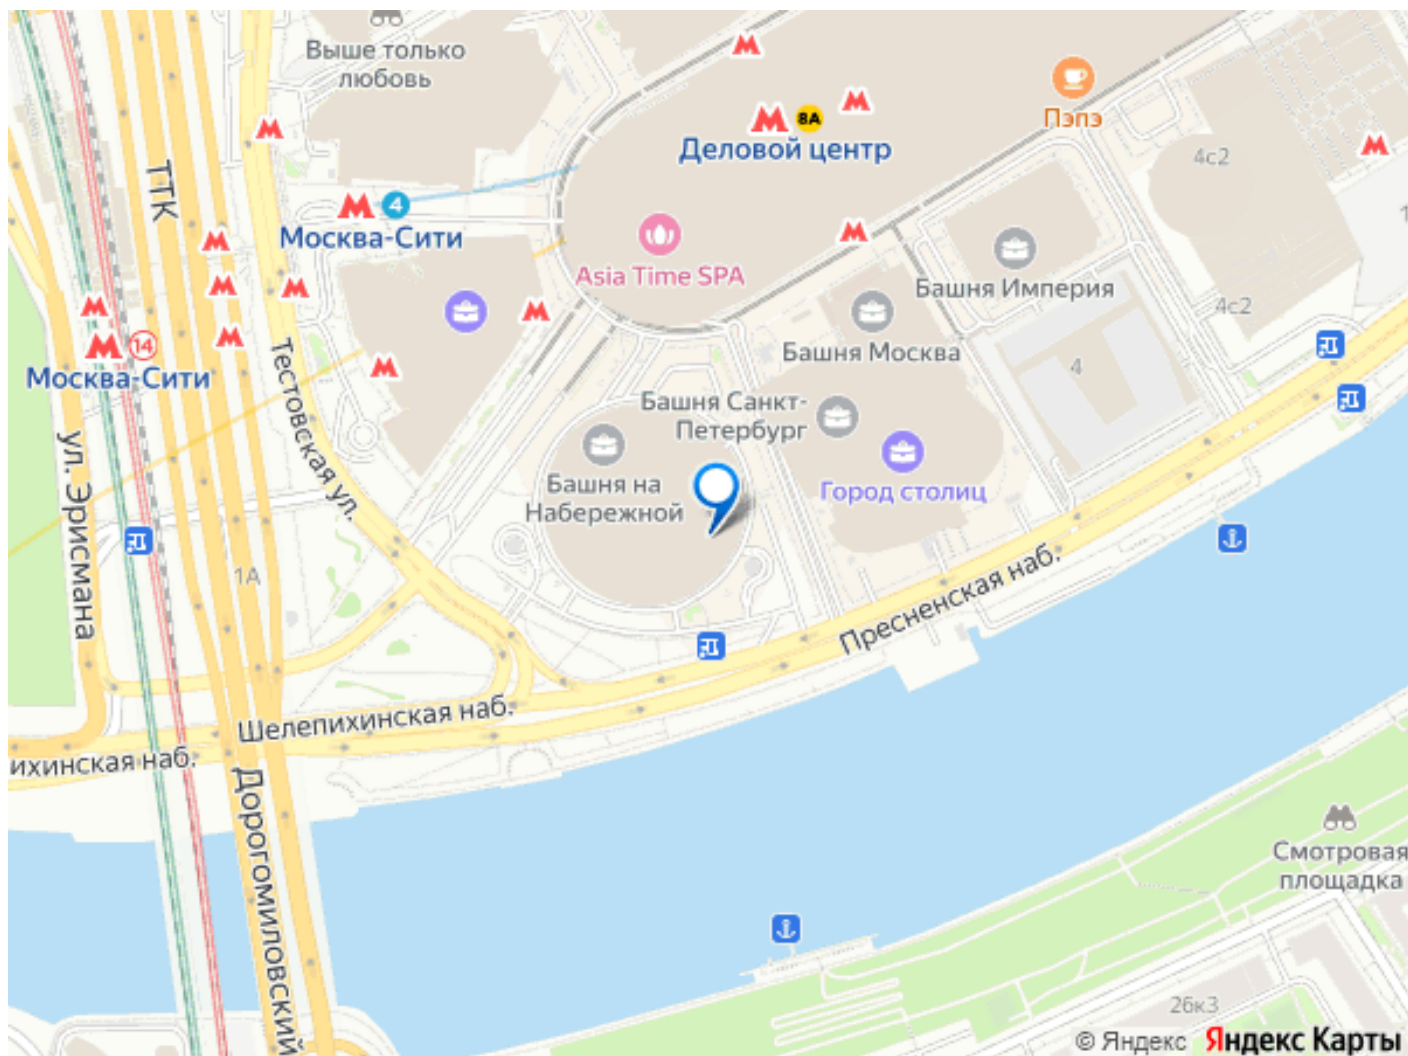 Выше только
любовь
Пэпэ
8А
Деловой центр
4с2
ТТК
4
Москва-Сити
Asia Time SPA
Башня Империя
4с2
14
Москва-Сити
Башня Москва
4
Тестовская ул.
Башня Санкт-
Петербург
ул. Эрисмана
Башня на
Набережной
Город столиц
1А
Пресненская наб.
Шелепихинская наб.
ихинская наб.
Дорогомиловский
Смотровая
площадка
26к3
© Яндекс Яндекс Карты